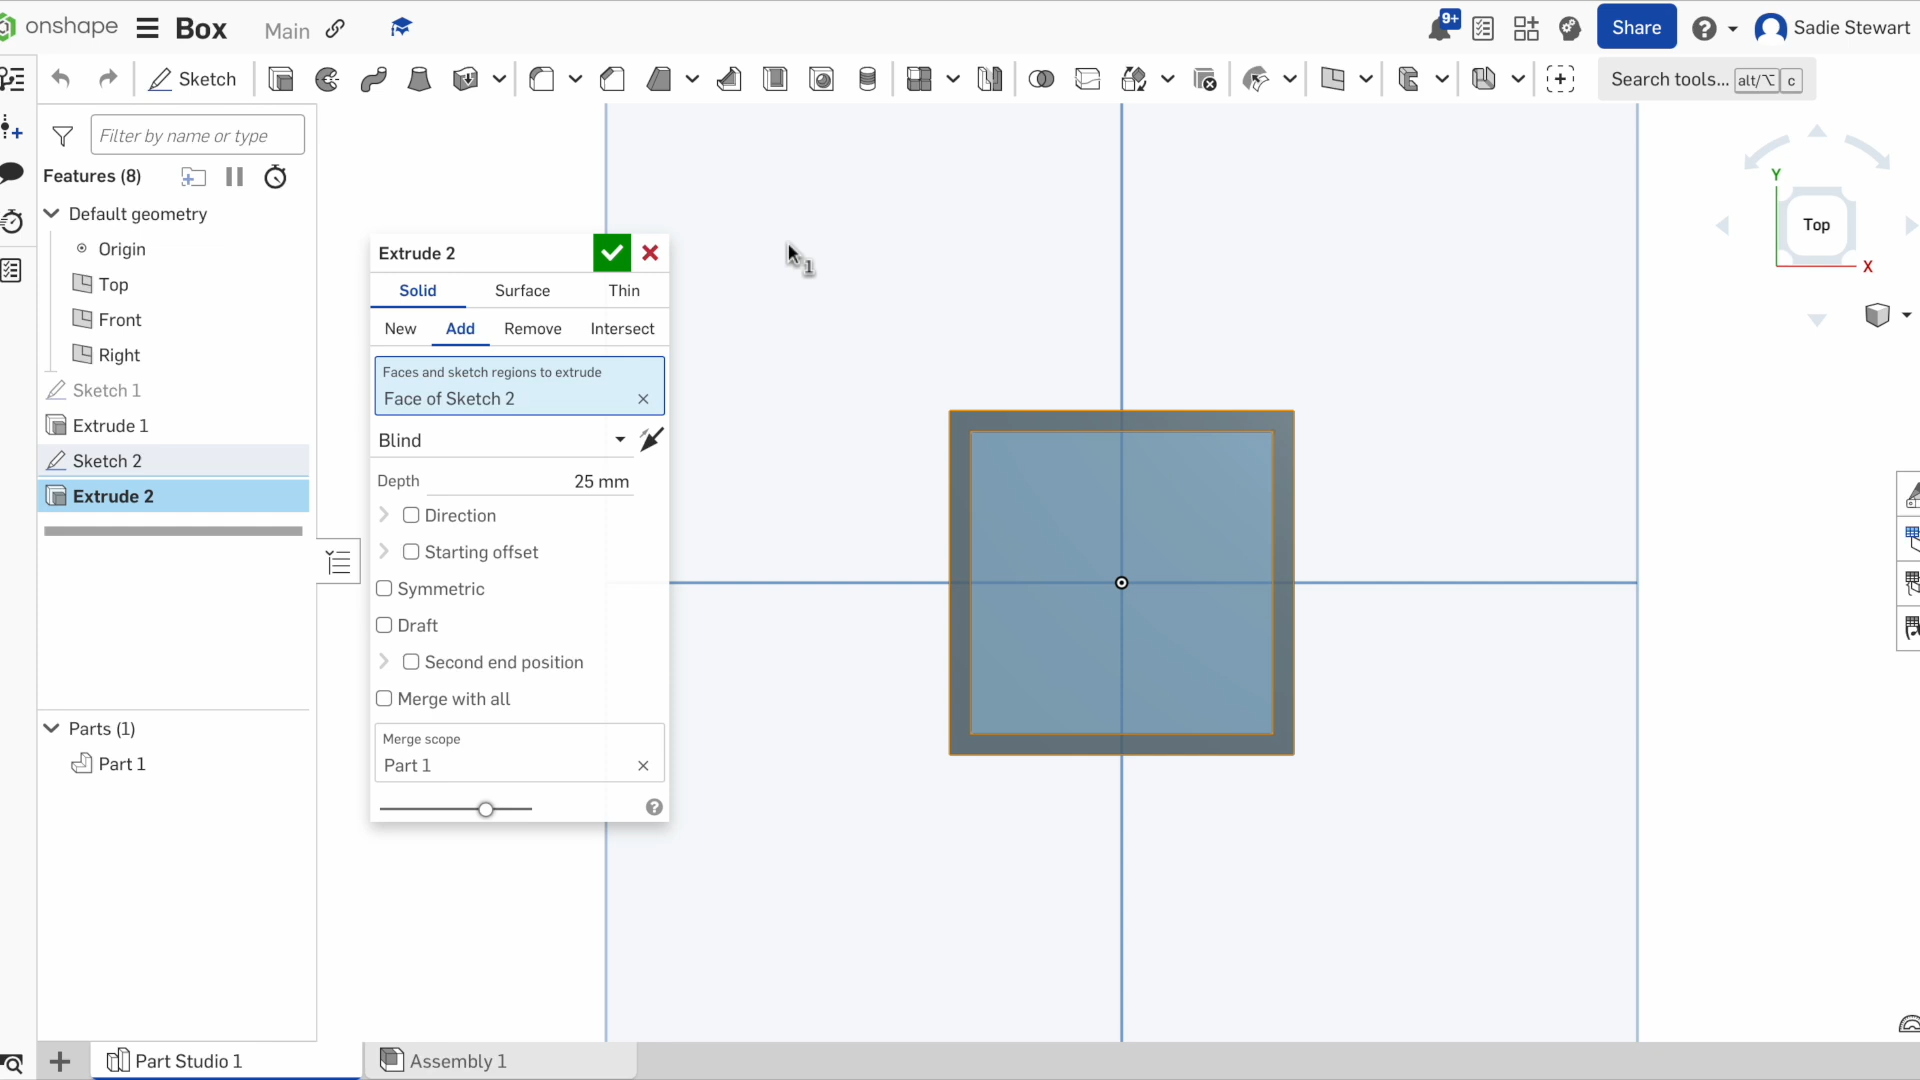 onshape Box Main 9+ Share Sadie Stewart
Sketch Search tools... alt/⌥ c
Filter by name or type
Features (8)
Default geometry
Origin
Top
Front
Right
Sketch 1
Extrude 1
Sketch 2
Extrude 2
Parts (1)
Part 1
Extrude 2
Solid Surface Thin
New Add Remove Intersect
Faces and sketch regions to extrude
Face of Sketch 2
Blind
Depth 25 mm
Direction
Starting offset
Symmetric
Draft
Second end position
Merge with all
Merge scope
Part 1
1
Y
Top
X
Part Studio 1 Assembly 1